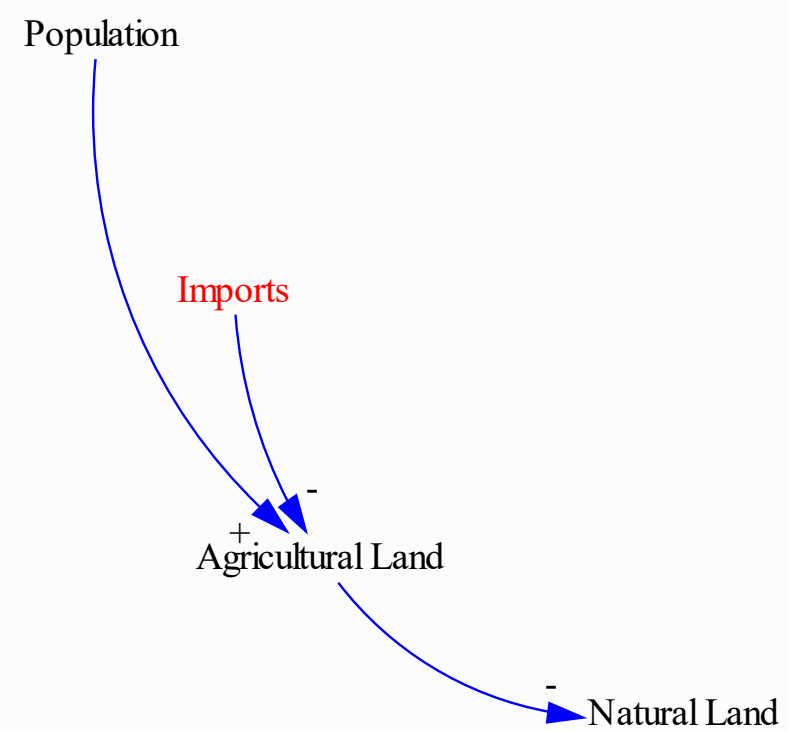 Population
Imports
-
+
Agricultural Land
-
Natural Land